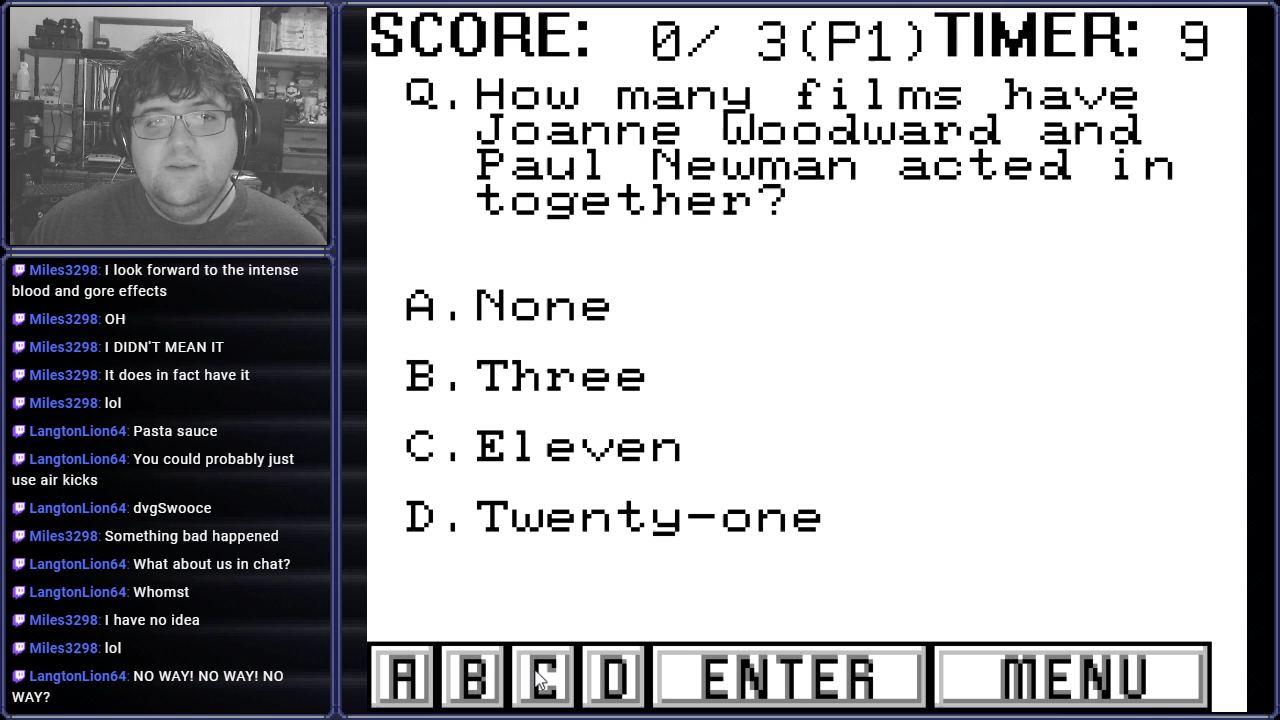 SCORE: 0/ 3(P1) TIMER: 9
Q. How many films have
Joanne Woodward and
Paul Newman acted in
together?
A. None
B. Three
C. Eleven
D. Twenty-one
A B C D ENTER MENU
Miles3298: I look forward to the intense
blood and gore effects
Miles3298: OH
Miles3298: I DIDN'T MEAN IT
Miles3298: It does in fact have it
Miles3298: lol
LangtonLion64: Pasta sauce
LangtonLion64: You could probably just
use air kicks
LangtonLion64: dvgSwooce
Miles3298: Something bad happened
LangtonLion64: What about us in chat?
LangtonLion64: Whomst
Miles3298: I have no idea
Miles3298: lol
LangtonLion64: NO WAY! NO WAY! NO
WAY?